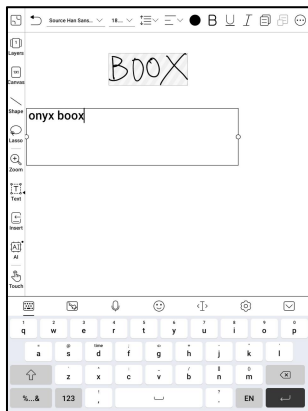 Source Han Sans... 18...
B U I
Layers
Canvas
BOOX
Shape
onyx boox
Lasso
Zoom
Text
Insert
AI
Touch
1 2 3 4 5 6 7 8 9 0
q w e r t y u i o p
a s d f g h j k l
z x c v b n m
%...& 123 , . EN